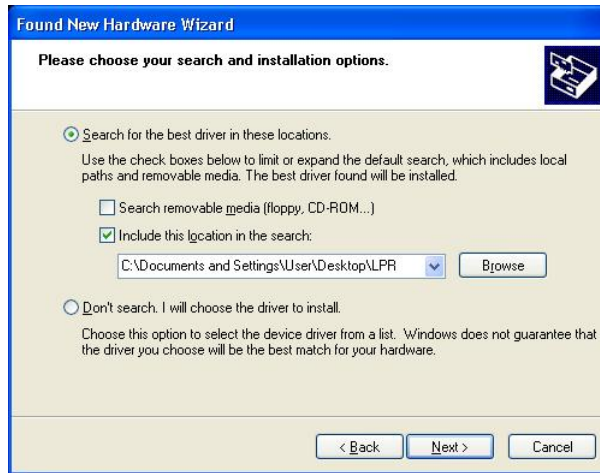 Found New Hardware Wizard
Please choose your search and installation options.
Search for the best driver in these locations.
Use the check boxes below to limit or expand the default search, which includes local
paths and removable media. The best driver found will be installed.
Search removable media (floppy, CD-ROM...)
Include this location in the search:
C:\Documents and Settings\User\Desktop\LPR
Browse
Don't search. I will choose the driver to install.
Choose this option to select the device driver from a list. Windows does not guarantee that
the driver you choose will be the best match for your hardware.
< Back
Next >
Cancel